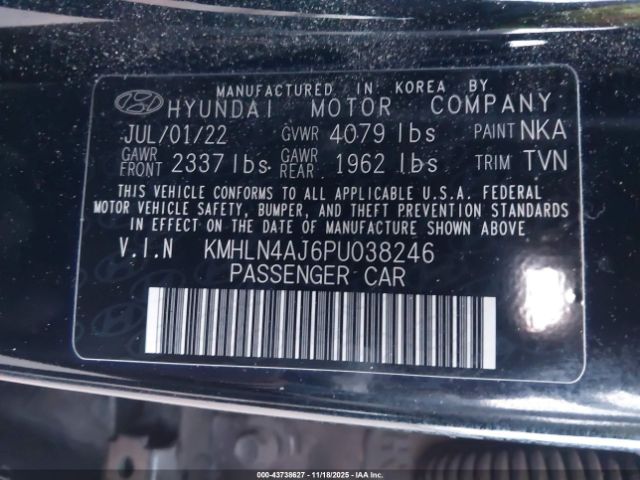 MANUFACTURED IN KOREA BY
HYUNDAI MOTOR COMPANY
JUL/01/22 GVWR 4079 lbs PAINT NKA
GAWR FRONT 2337 lbs GAWR REAR 1962 lbs TRIM TVN
THIS VEHICLE CONFORMS TO ALL APPLICABLE U.S.A. FEDERAL
MOTOR VEHICLE SAFETY, BUMPER, AND THEFT PREVENTION STANDARDS
IN EFFECT ON THE DATE OF MANUFACTURE SHOWN ABOVE.
V.I.N KMHLN4AJ6PU038246
PASSENGER CAR
000-43738627 - 11/18/2025 - IAA Inc.